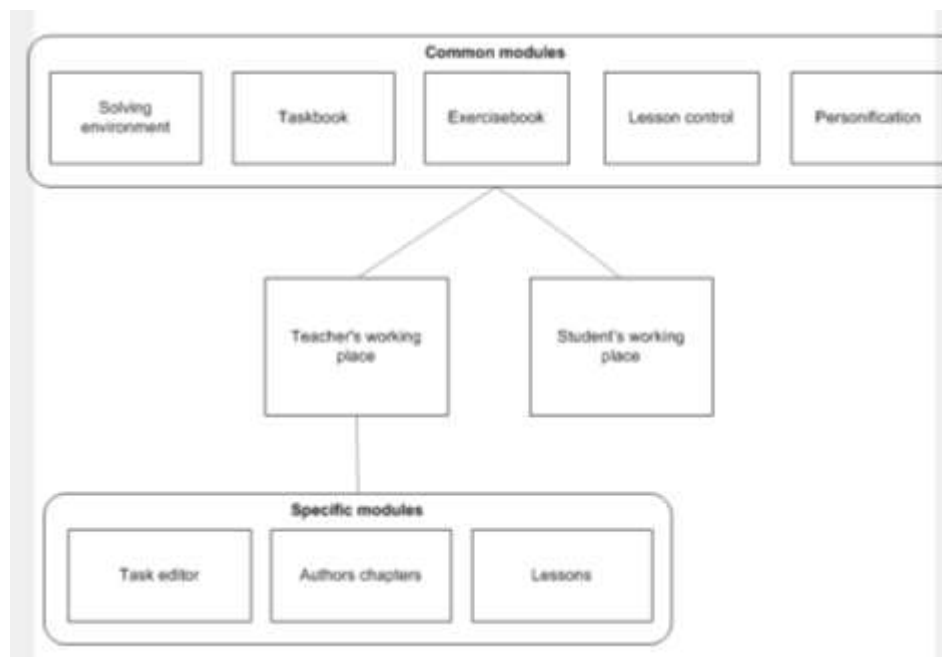 Common modules
Solving
environment
Taskbook
Exercisebook
Lesson control
Personification
Teacher's working
place
Student's working
place
Specific modules
Task editor
Authors chapters
Lessons